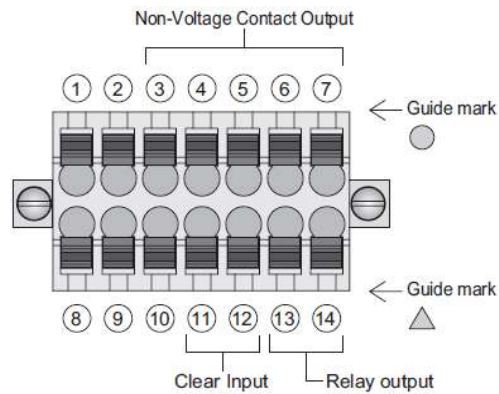 Non-Voltage Contact Output
1 2 3 4 5 6 7
Guide mark
Guide mark
8 9 10 11 12 13 14
Clear Input
Relay output